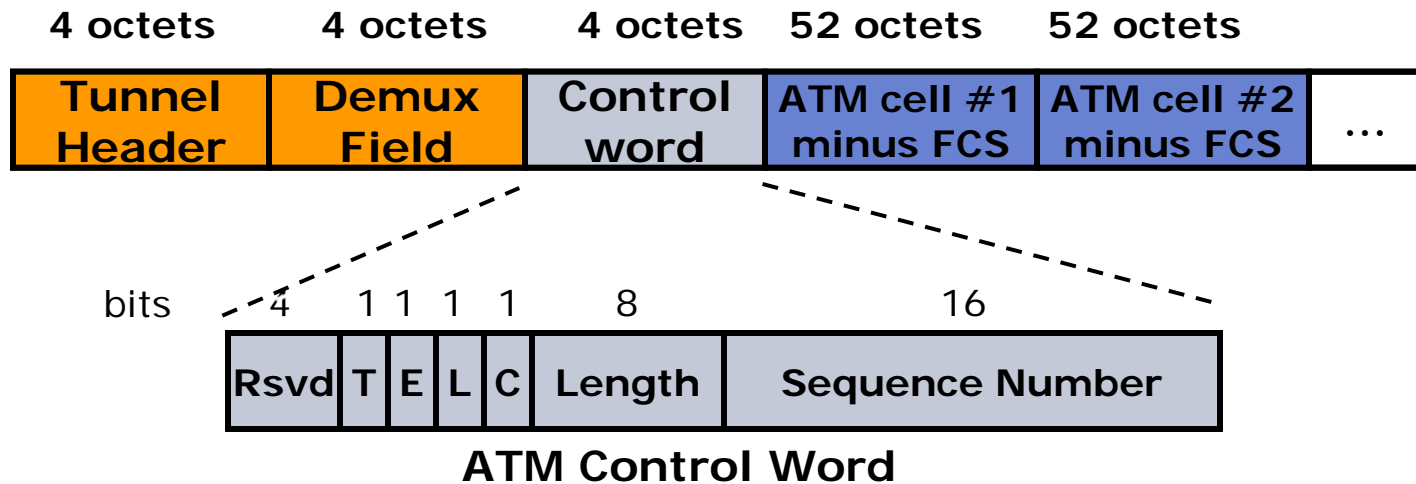 4 octets 4 octets 4 octets 52 octets 52 octets
Tunnel Header Demux Field Control word ATM cell #1 minus FCS ATM cell #2 minus FCS ...
bits 4 1 1 1 1 8 16
Rsvd T E L C Length Sequence Number
ATM Control Word